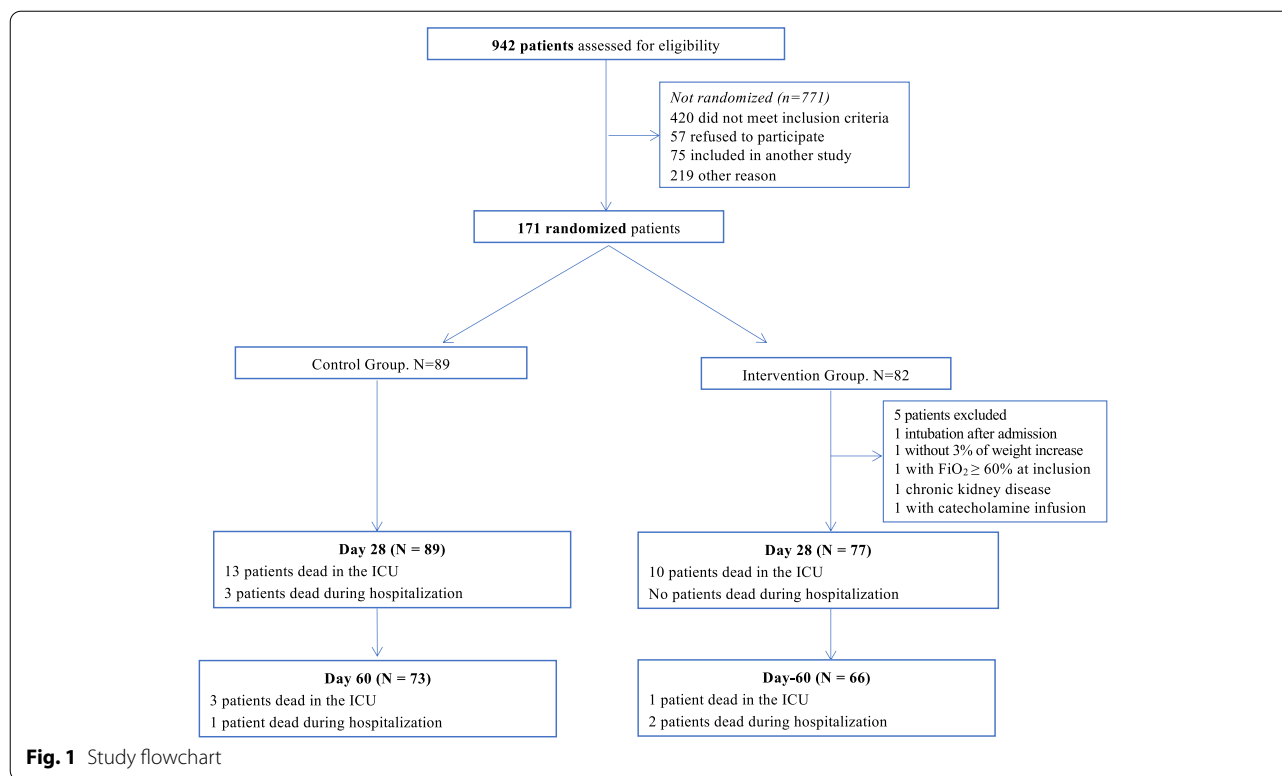 942 patients assessed for eligibility
Not randomized (n=771)
420 did not meet inclusion criteria
57 refused to participate
75 included in another study
219 other reason
171 randomized patients
Control Group. N=89
Intervention Group. N=82
5 patients excluded
1 intubation after admission
1 without 3% of weight increase
1 with FiO₂ ≥ 60% at inclusion
1 chronic kidney disease
1 with catecholamine infusion
Day 28 (N = 89)
13 patients dead in the ICU
3 patients dead during hospitalization
Day 28 (N = 77)
10 patients dead in the ICU
No patients dead during hospitalization
Day 60 (N = 73)
3 patients dead in the ICU
1 patient dead during hospitalization
Day-60 (N = 66)
1 patient dead in the ICU
2 patients dead during hospitalization
Fig. 1 Study flowchart